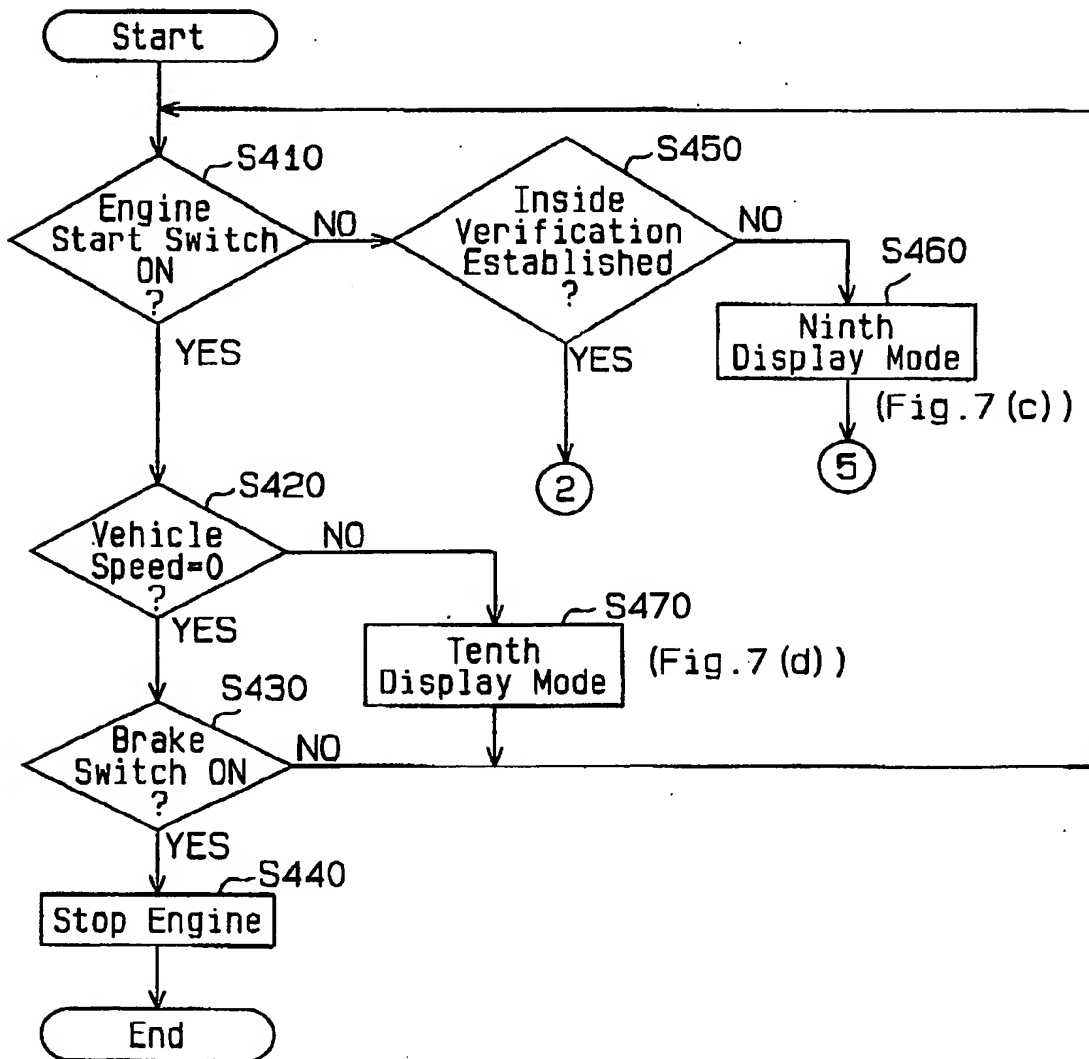 Start
S410
Engine
Start Switch
ON
?
NO
YES
S450
Inside
Verification
Established
?
NO
YES
S460
Ninth
Display Mode
(Fig.7(c))
2
5
S420
Vehicle
Speed=0
?
NO
YES
S470
Tenth
Display Mode
(Fig.7(d))
S430
Brake
Switch ON
?
NO
YES
S440
Stop Engine
End